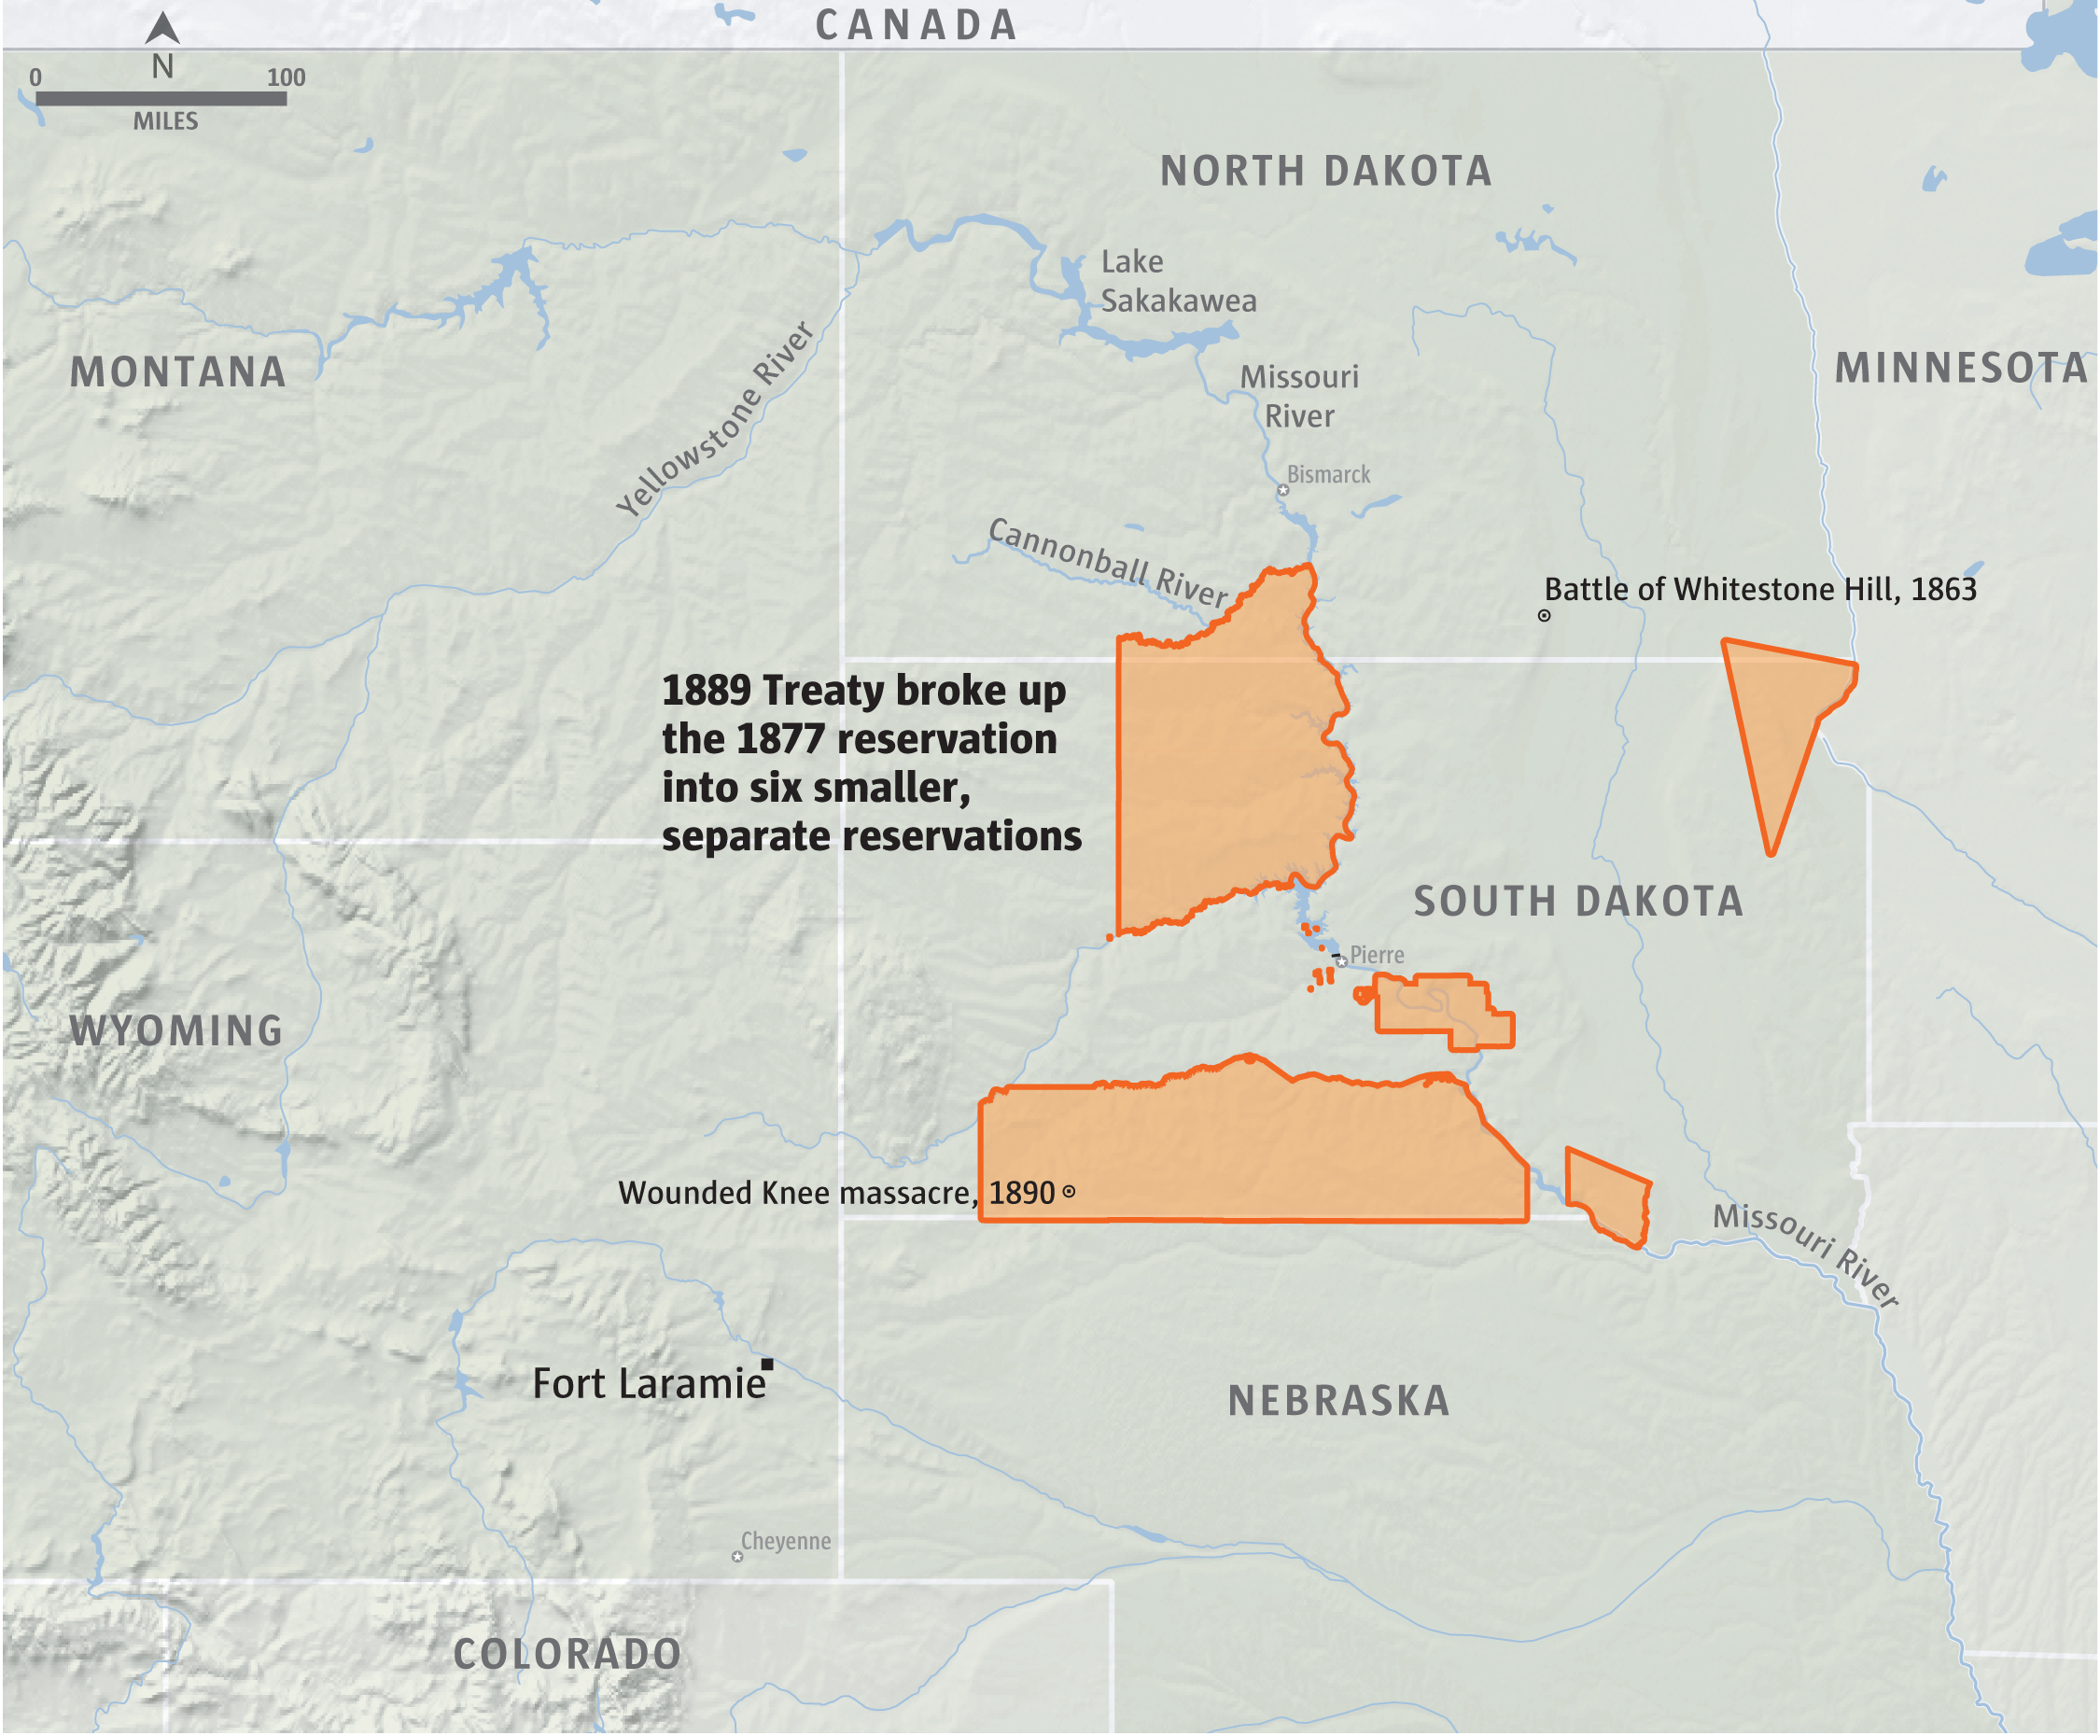 CANADA
N
0 100
MILES
NORTH DAKOTA
Lake
Sakakawea
MONTANA
MINNESOTA
Yellowstone River
Missouri
River
Bismarck
Cannonball River
Battle of Whitestone Hill, 1863
1889 Treaty broke up
the 1877 reservation
into six smaller,
separate reservations
SOUTH DAKOTA
Pierre
WYOMING
Wounded Knee massacre, 1890
Missouri River
Fort Laramie
NEBRASKA
Cheyenne
COLORADO